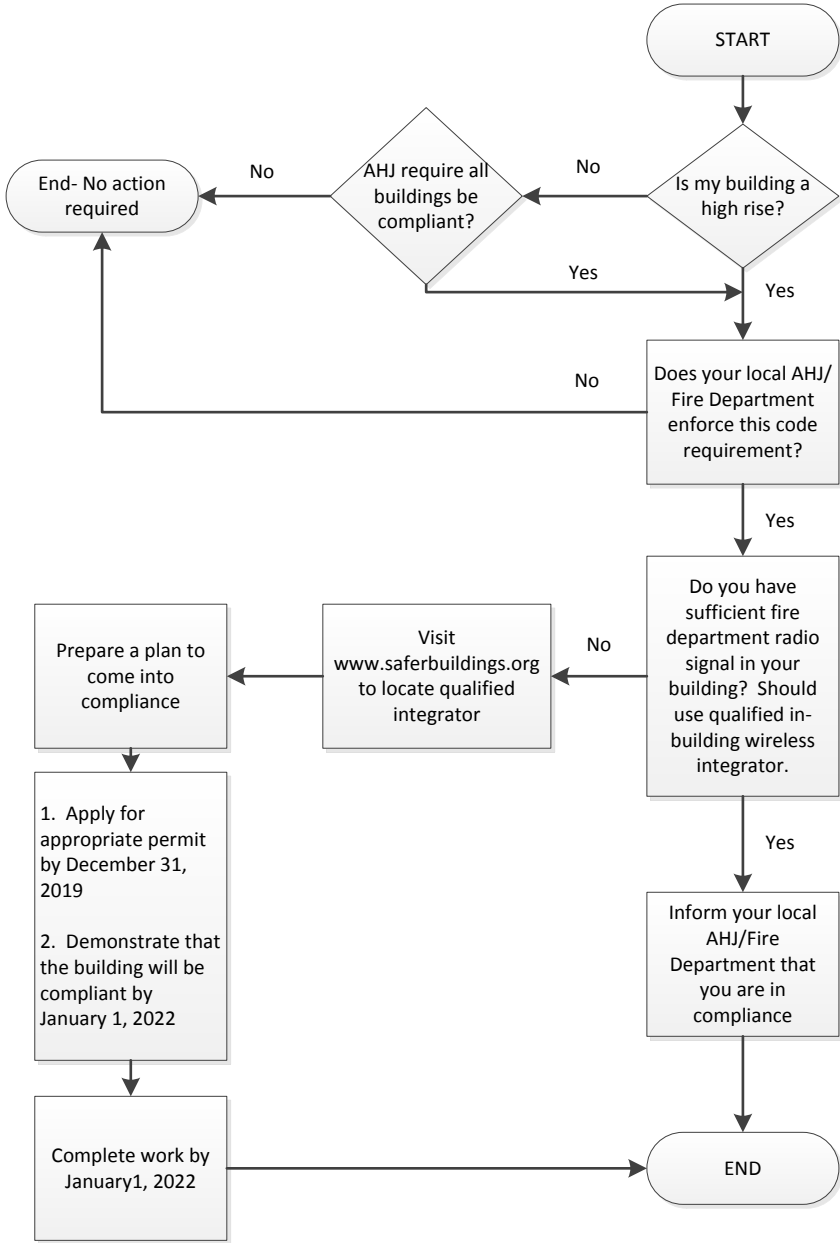 START
Is my building a
high rise?
No
AHJ require all
buildings be
compliant?
No
End- No action
required
Yes
Yes
Does your local AHJ/
Fire Department
enforce this code
requirement?
No
Yes
Do you have
sufficient fire
department radio
signal in your
building?  Should
use qualified in-
building wireless
integrator.
No
Visit
www.saferbuildings.org
to locate qualified
integrator
Prepare a plan to
come into
compliance
1.  Apply for
appropriate permit
by December 31,
2019
2.  Demonstrate that
the building will be
compliant by
January 1, 2022
Yes
Inform your local
AHJ/Fire
Department that
you are in
compliance
Complete work by
January1, 2022
END